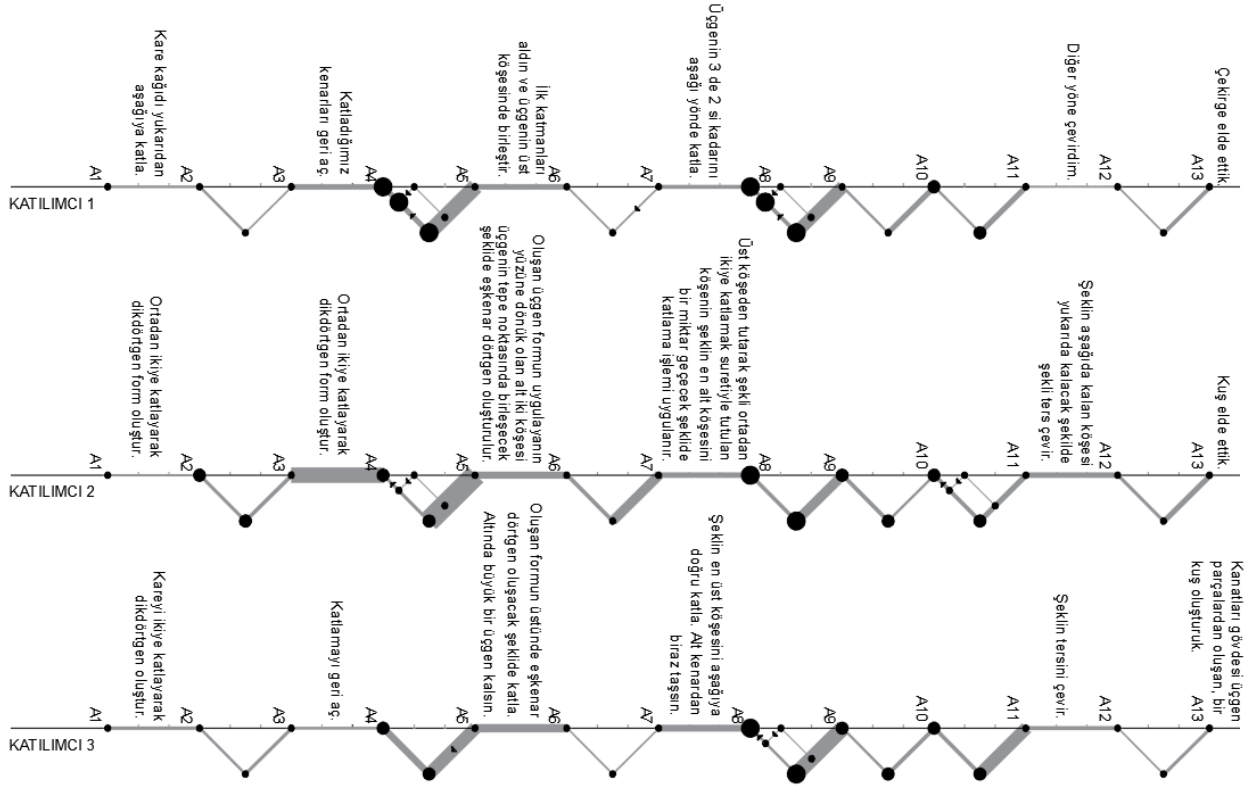 Kare kağıdı yukarıdan
aşağıya katla.
Katladığımız
kenarları geri aç.
İlk katmanları
aldın ve üçgenin üst
köşesinde birleştir.
Üçgenin 3 de 2 si kadarını
aşağı yönde katla.
Diğer yöne çevirdim.
Çekirge elde ettik.
A1
A2
A3
A4
A5
A6
A7
A8
A9
A10
A11
A12
A13
KATILIMCI 1
Ortadan ikiye katlayarak
dikdörtgen form oluştur.
Ortadan ikiye katlayarak
dikdörtgen form oluştur.
Oluşan üçgen formun uygulayanın
yüzüne dönük olan alt iki köşesi
üçgenin tepe noktasında birleşecek
şeklide eşkenar dörtgen oluşturulur.
Üst köşeden tutarak şekli ortadan
ikiye katlamak suretiyle tutulan
köşenin şeklin en alt köşesini
bir miktar geçecek şeklide
katlama işlemi uygulanır.
Şeklin aşağıda kalan köşesi
yukarıda kalacak şekilde
şekli ters çevir.
Kuş elde ettik.
A1
A2
A3
A4
A5
A6
A7
A8
A9
A10
A11
A12
A13
KATILIMCI 2
Kareyi ikiye katlayarak
dikdörtgen oluştur.
Katlamayı geri aç.
Oluşan formun üstünde eşkenar
dörtgen oluşacak şeklide katla.
Altında büyük bir üçgen kalsın.
Şeklin en üst köşesini aşağıya
doğru katla. Alt kenardan
biraz taşsın.
Şeklin tersini çevir.
Kanatları gövdesi üçgen
parçalardan oluşan, bir
kuş oluşturuk.
A1
A2
A3
A4
A5
A6
A7
A8
A9
A10
A11
A12
A13
KATILIMCI 3